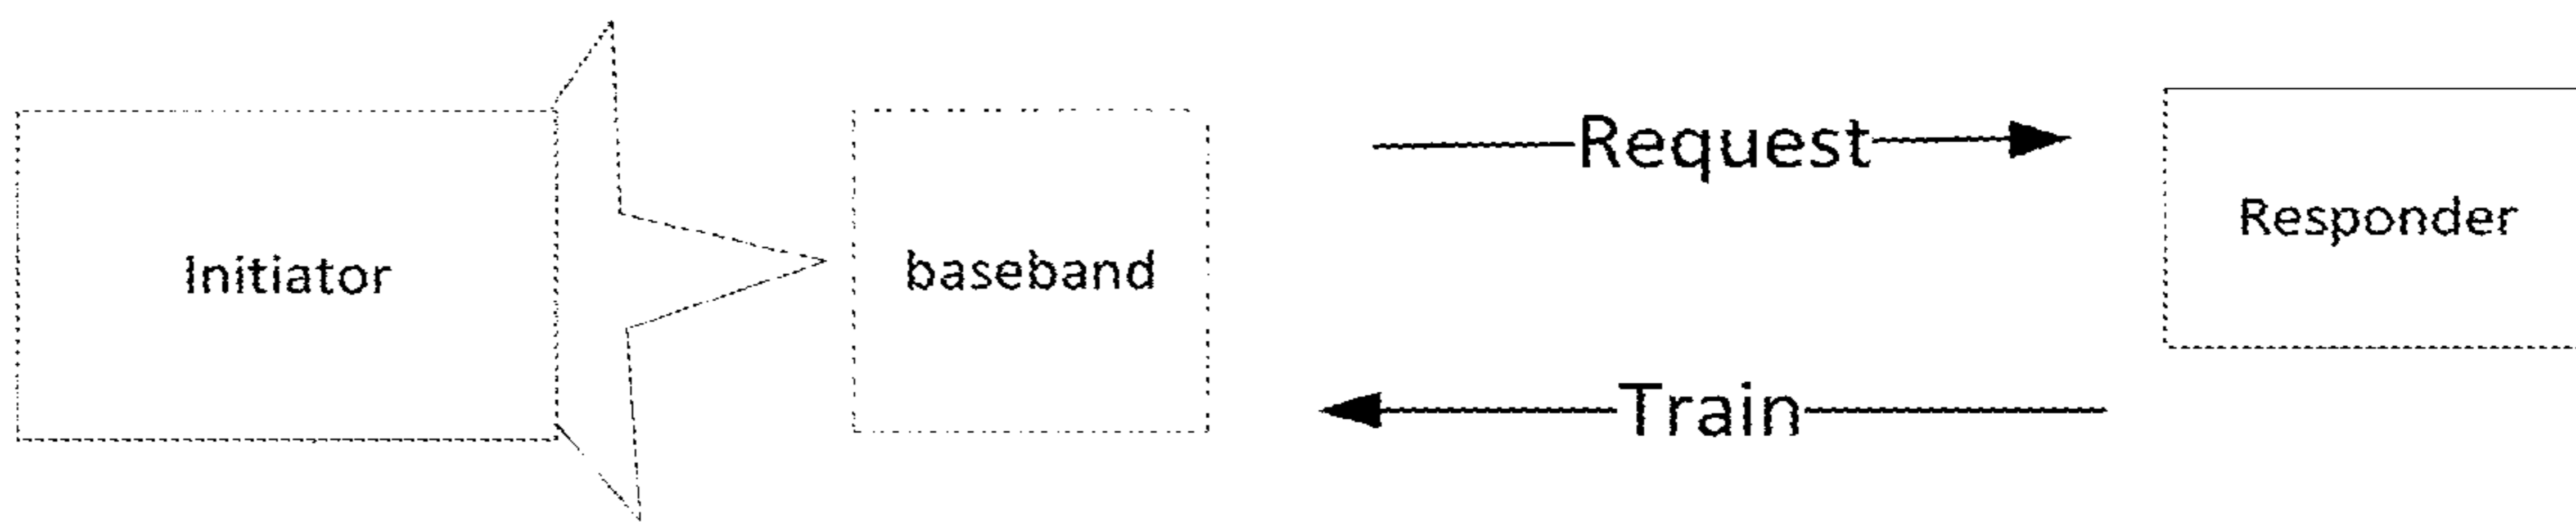 Initiator
baseband
Request
Train
Responder